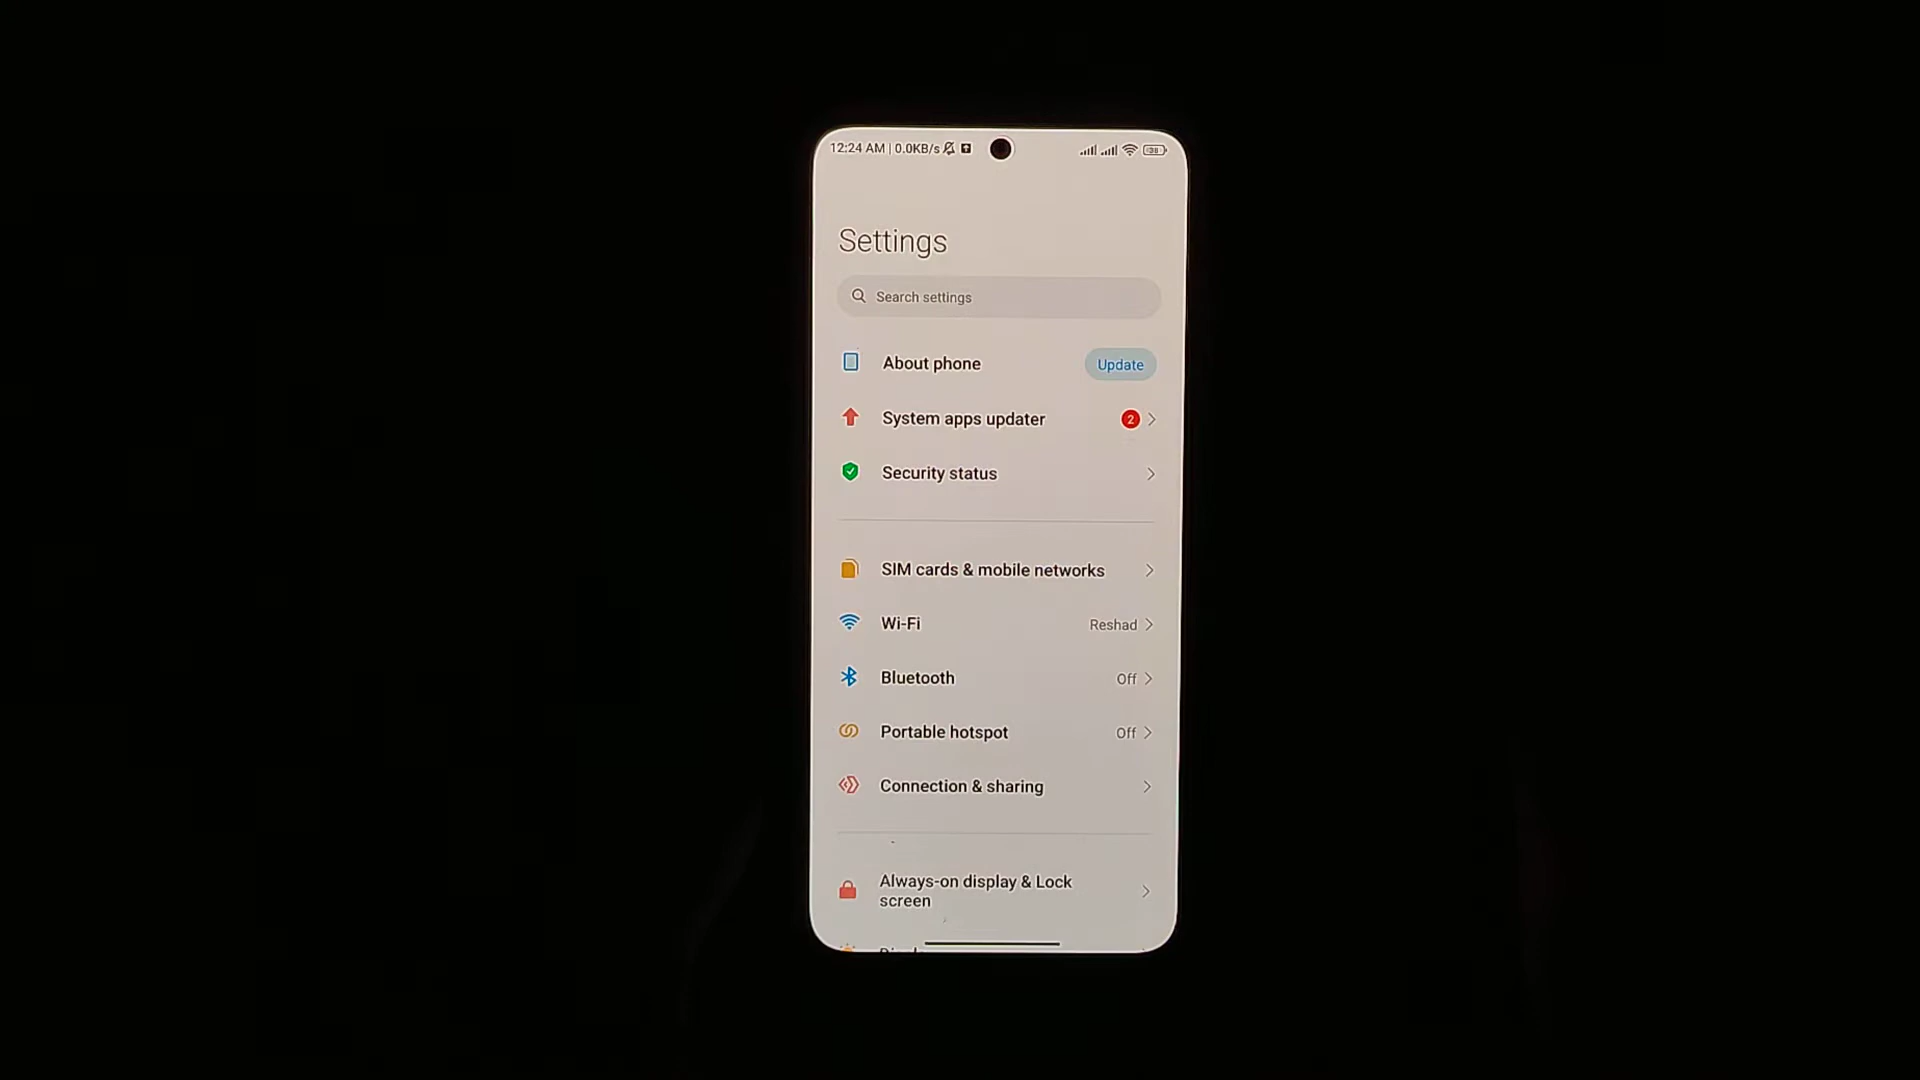 12:24 AM | 0.0KB/s
Settings
Search settings
About phone
Update
System apps updater
2
Security status
SIM cards & mobile networks
Wi-Fi
Reshad
Bluetooth
Off
Portable hotspot
Off
Connection & sharing
Always-on display & Lock
screen